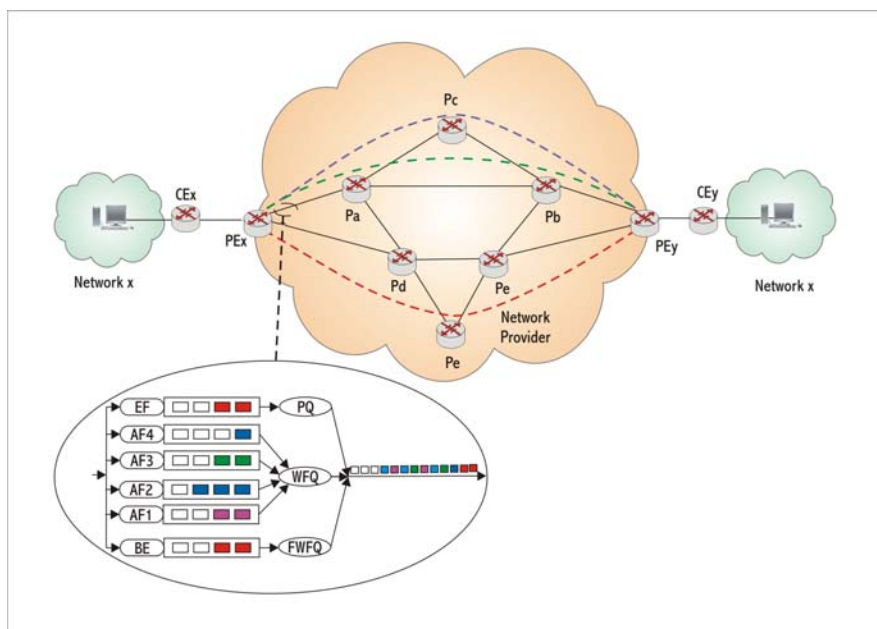 Pc
CEx
CEy
Pa
Pb
PEx
PEy
Network x
Pd
Pe
Network x
Network
Provider
Pe
EF
PQ
AF4
AF3
WFQ
AF2
AF1
BE
FWFQ